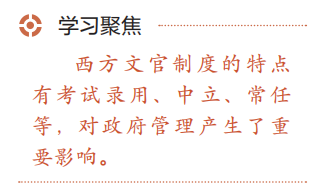 学习聚焦
西方文官制度的特点
有考试录用、中立、常任
等，对政府管理产生了重
要影响。